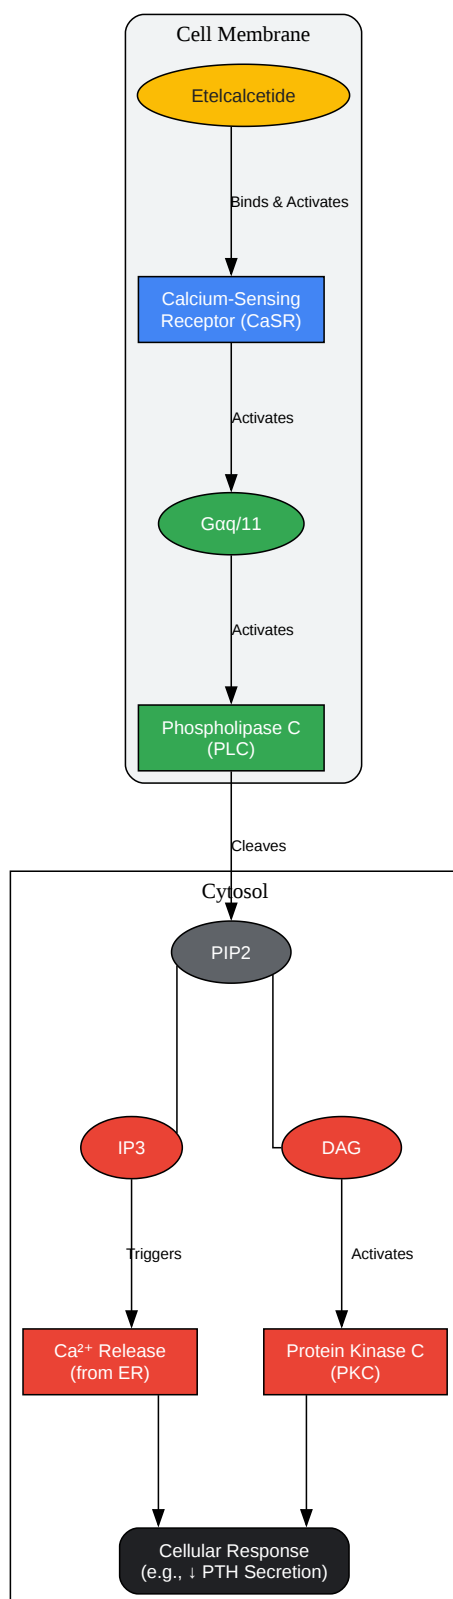 Cell Membrane
Etelcalcetide
Binds & Activates
Calcium-Sensing
Receptor (CaSR)
Activates
Gαq/11
Activates
Phospholipase C
(PLC)
Cleaves
Cytosol
PIP2
IP3
DAG
Triggers
Activates
Ca²⁺ Release
(from ER)
Protein Kinase C
(PKC)
Cellular Response
(e.g., ↓ PTH Secretion)